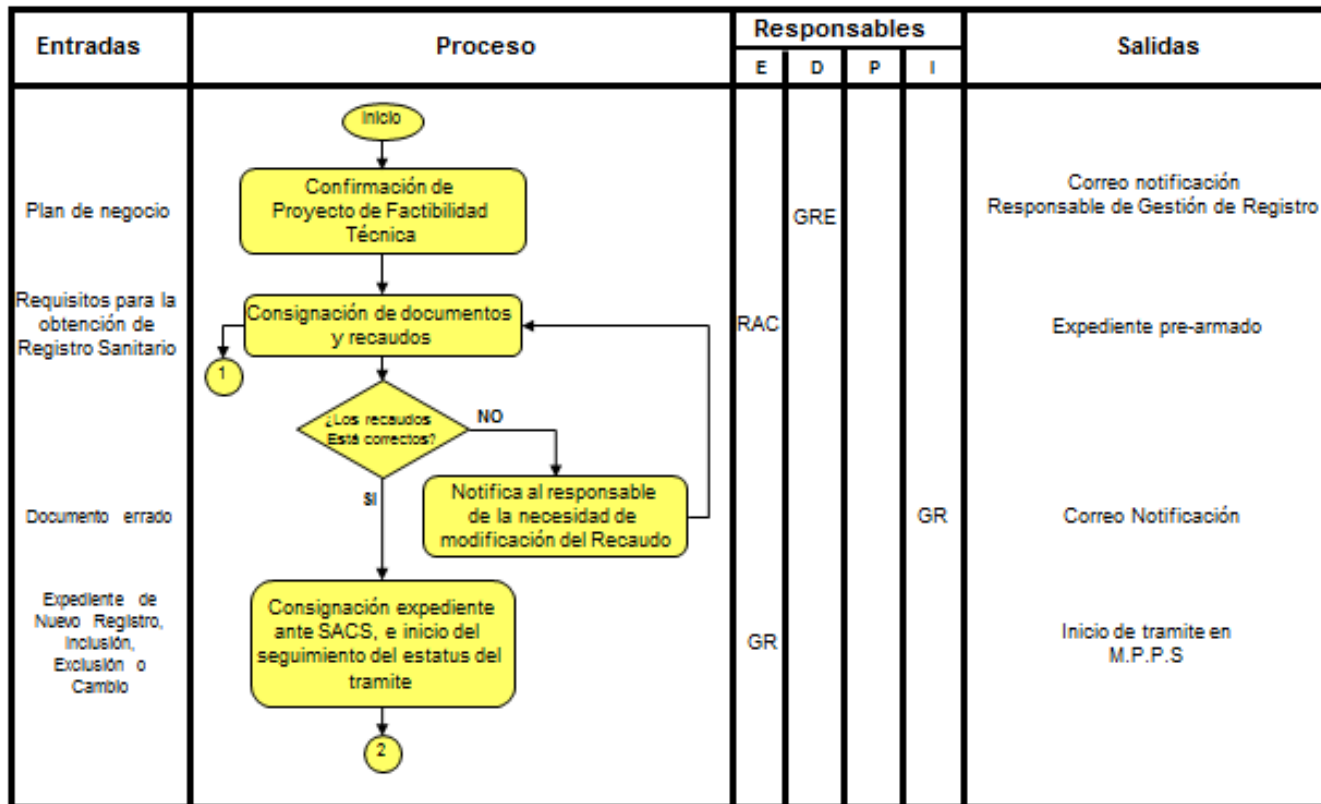 Entradas
Proceso
Responsables
E D P I
Salidas
Inicio
Plan de negocio
Confirmación de
Proyecto de Factibilidad
Técnica
GRE
Correo notificación
Responsable de Gestión de Registro
Requisitos para la
obtención de
Registro Sanitario
Consignación de documentos
y recaudos
RAC
Expediente pre-armado
1
¿Los recaudos
Está correctos?
NO
SI
Documento errado
Notifica al responsable
de la necesidad de
modificación del Recaudo
GR
Correo Notificación
Expediente de
Nuevo Registro,
Inclusión,
Exclusión o
Cambio
Consignación expediente
ante SACS, e inicio del
seguimiento del estatus del
tramite
GR
Inicio de tramite en
M.P.P.S
2